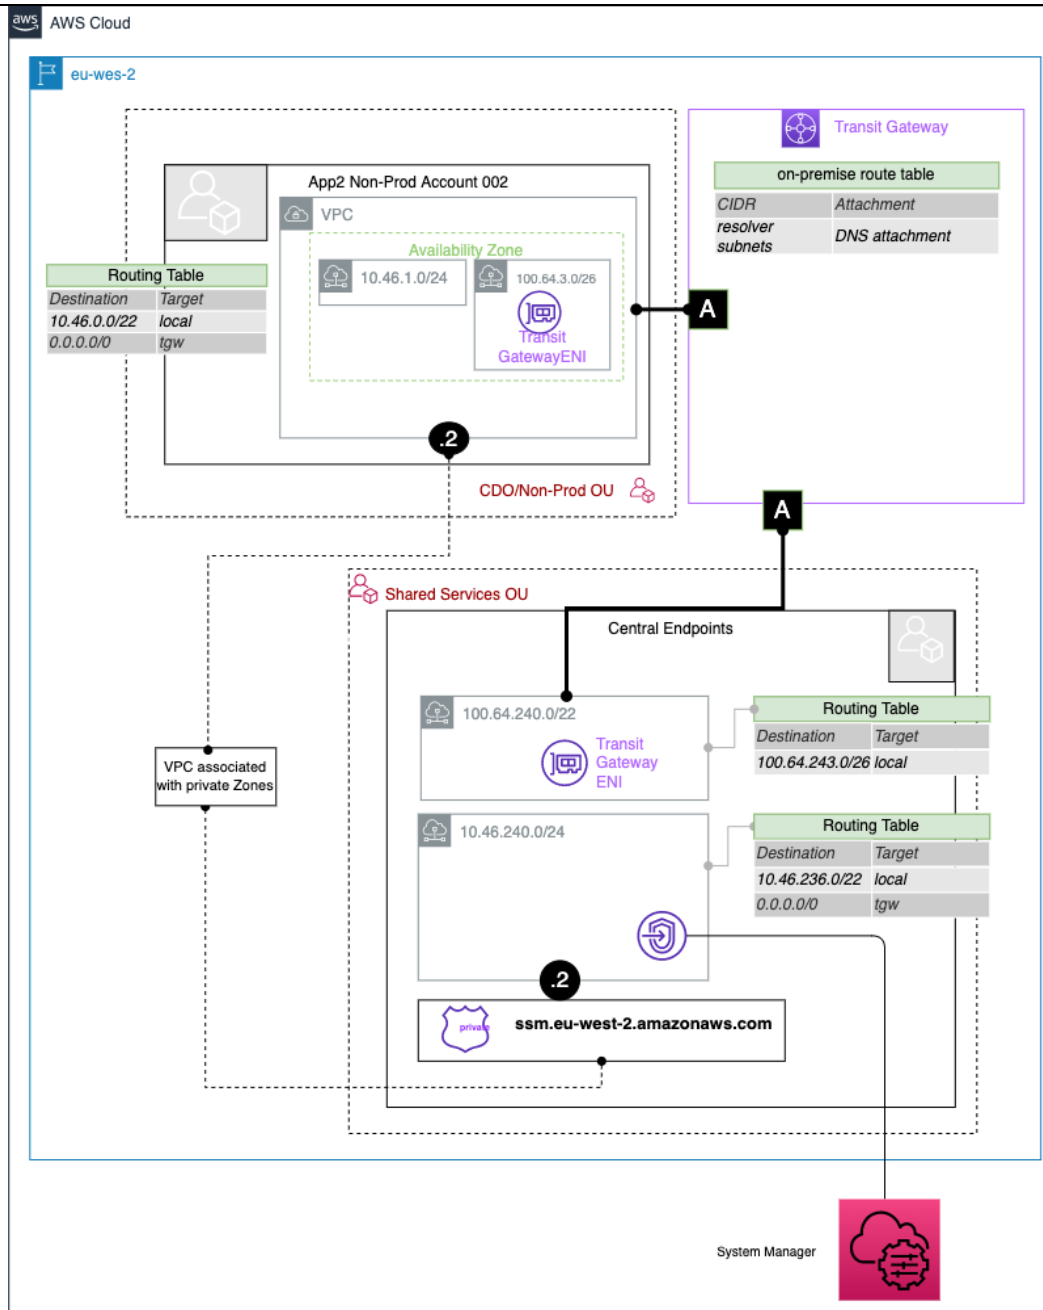 aws
AWS Cloud
eu-wes-2
Transit Gateway
on-premise route table
CIDR Attachment
resolver subnets DNS attachment
App2 Non-Prod Account 002
VPC
Availability Zone
10.46.1.0/24
100.64.3.0/26
Transit
GatewayENI
Routing Table
Destination Target
10.46.0.0/22 local
0.0.0.0/0 tgw
A
.2
CDO/Non-Prod OU
A
Shared Services OU
Central Endpoints
100.64.240.0/22
Transit
Gateway
ENI
Routing Table
Destination Target
100.64.243.0/26 local
VPC associated
with private Zones
10.46.240.0/24
Routing Table
Destination Target
10.46.236.0/22 local
0.0.0.0/0 tgw
.2
private
ssm.eu-west-2.amazonaws.com
System Manager